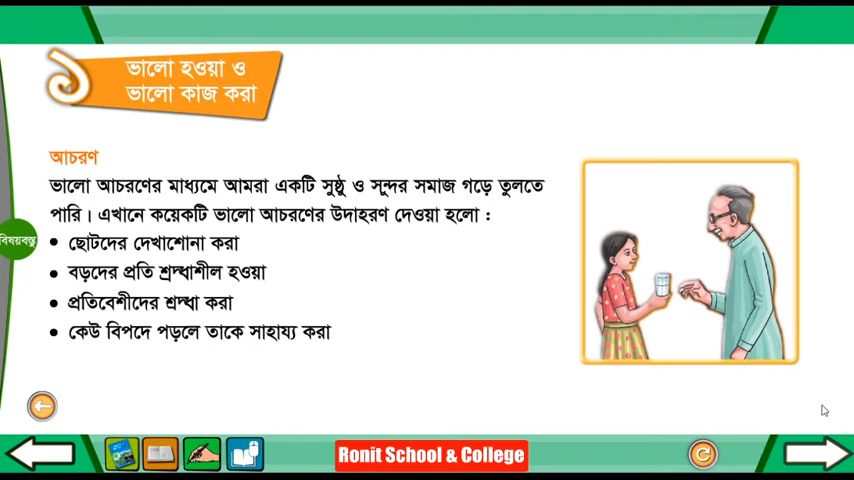 ১
ভালো হওয়া ও
ভালো কাজ করা
আচরণ
ভালো আচরণের মাধ্যমে আমরা একটি সুষ্ঠু ও সুন্দর সমাজ গড়ে তুলতে
পারি। এখানে কয়েকটি ভালো আচরণের উদাহরণ দেওয়া হলো :
• ছোটদের দেখাশোনা করা
• বড়দের প্রতি শ্রদ্ধাশীল হওয়া
• প্রতিবেশীদের শ্রদ্ধা করা
• কেউ বিপদে পড়লে তাকে সাহায্য করা
বিষয়বস্তু
Ronit School & College